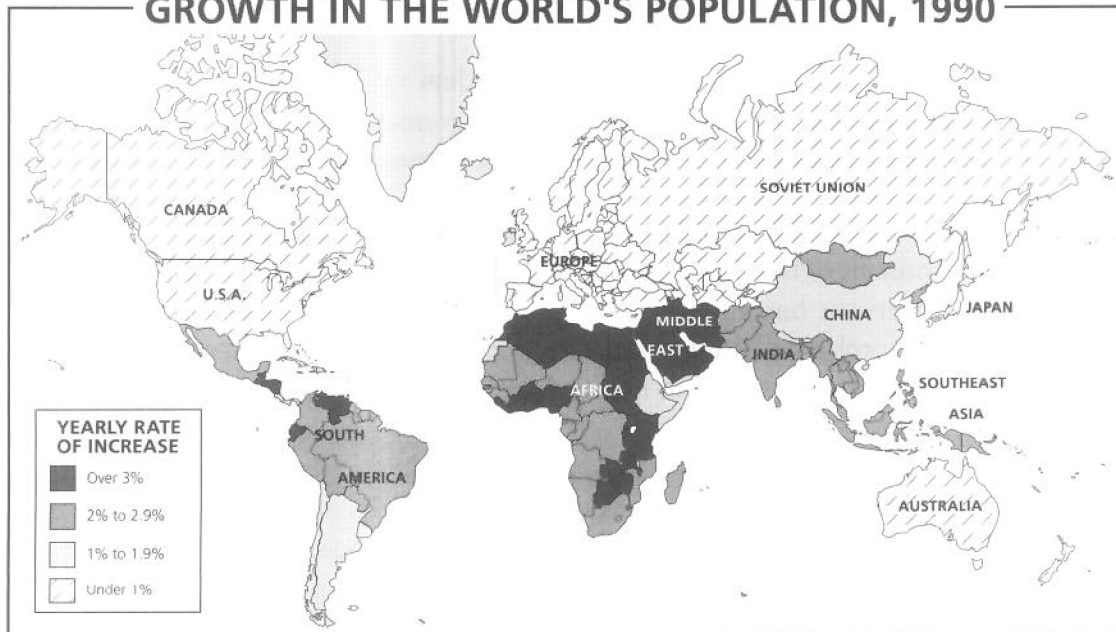 GROWTH IN THE WORLD'S POPULATION, 1990
CANADA
SOVIET UNION
EUROPE
U.S.A.
MIDDLE
EAST
CHINA
JAPAN
INDIA
AFRICA
SOUTHEAST
ASIA
SOUTH
AMERICA
AUSTRALIA
YEARLY RATE
OF INCREASE
Over 3%
2% to 2.9%
1% to 1.9%
Under 1%